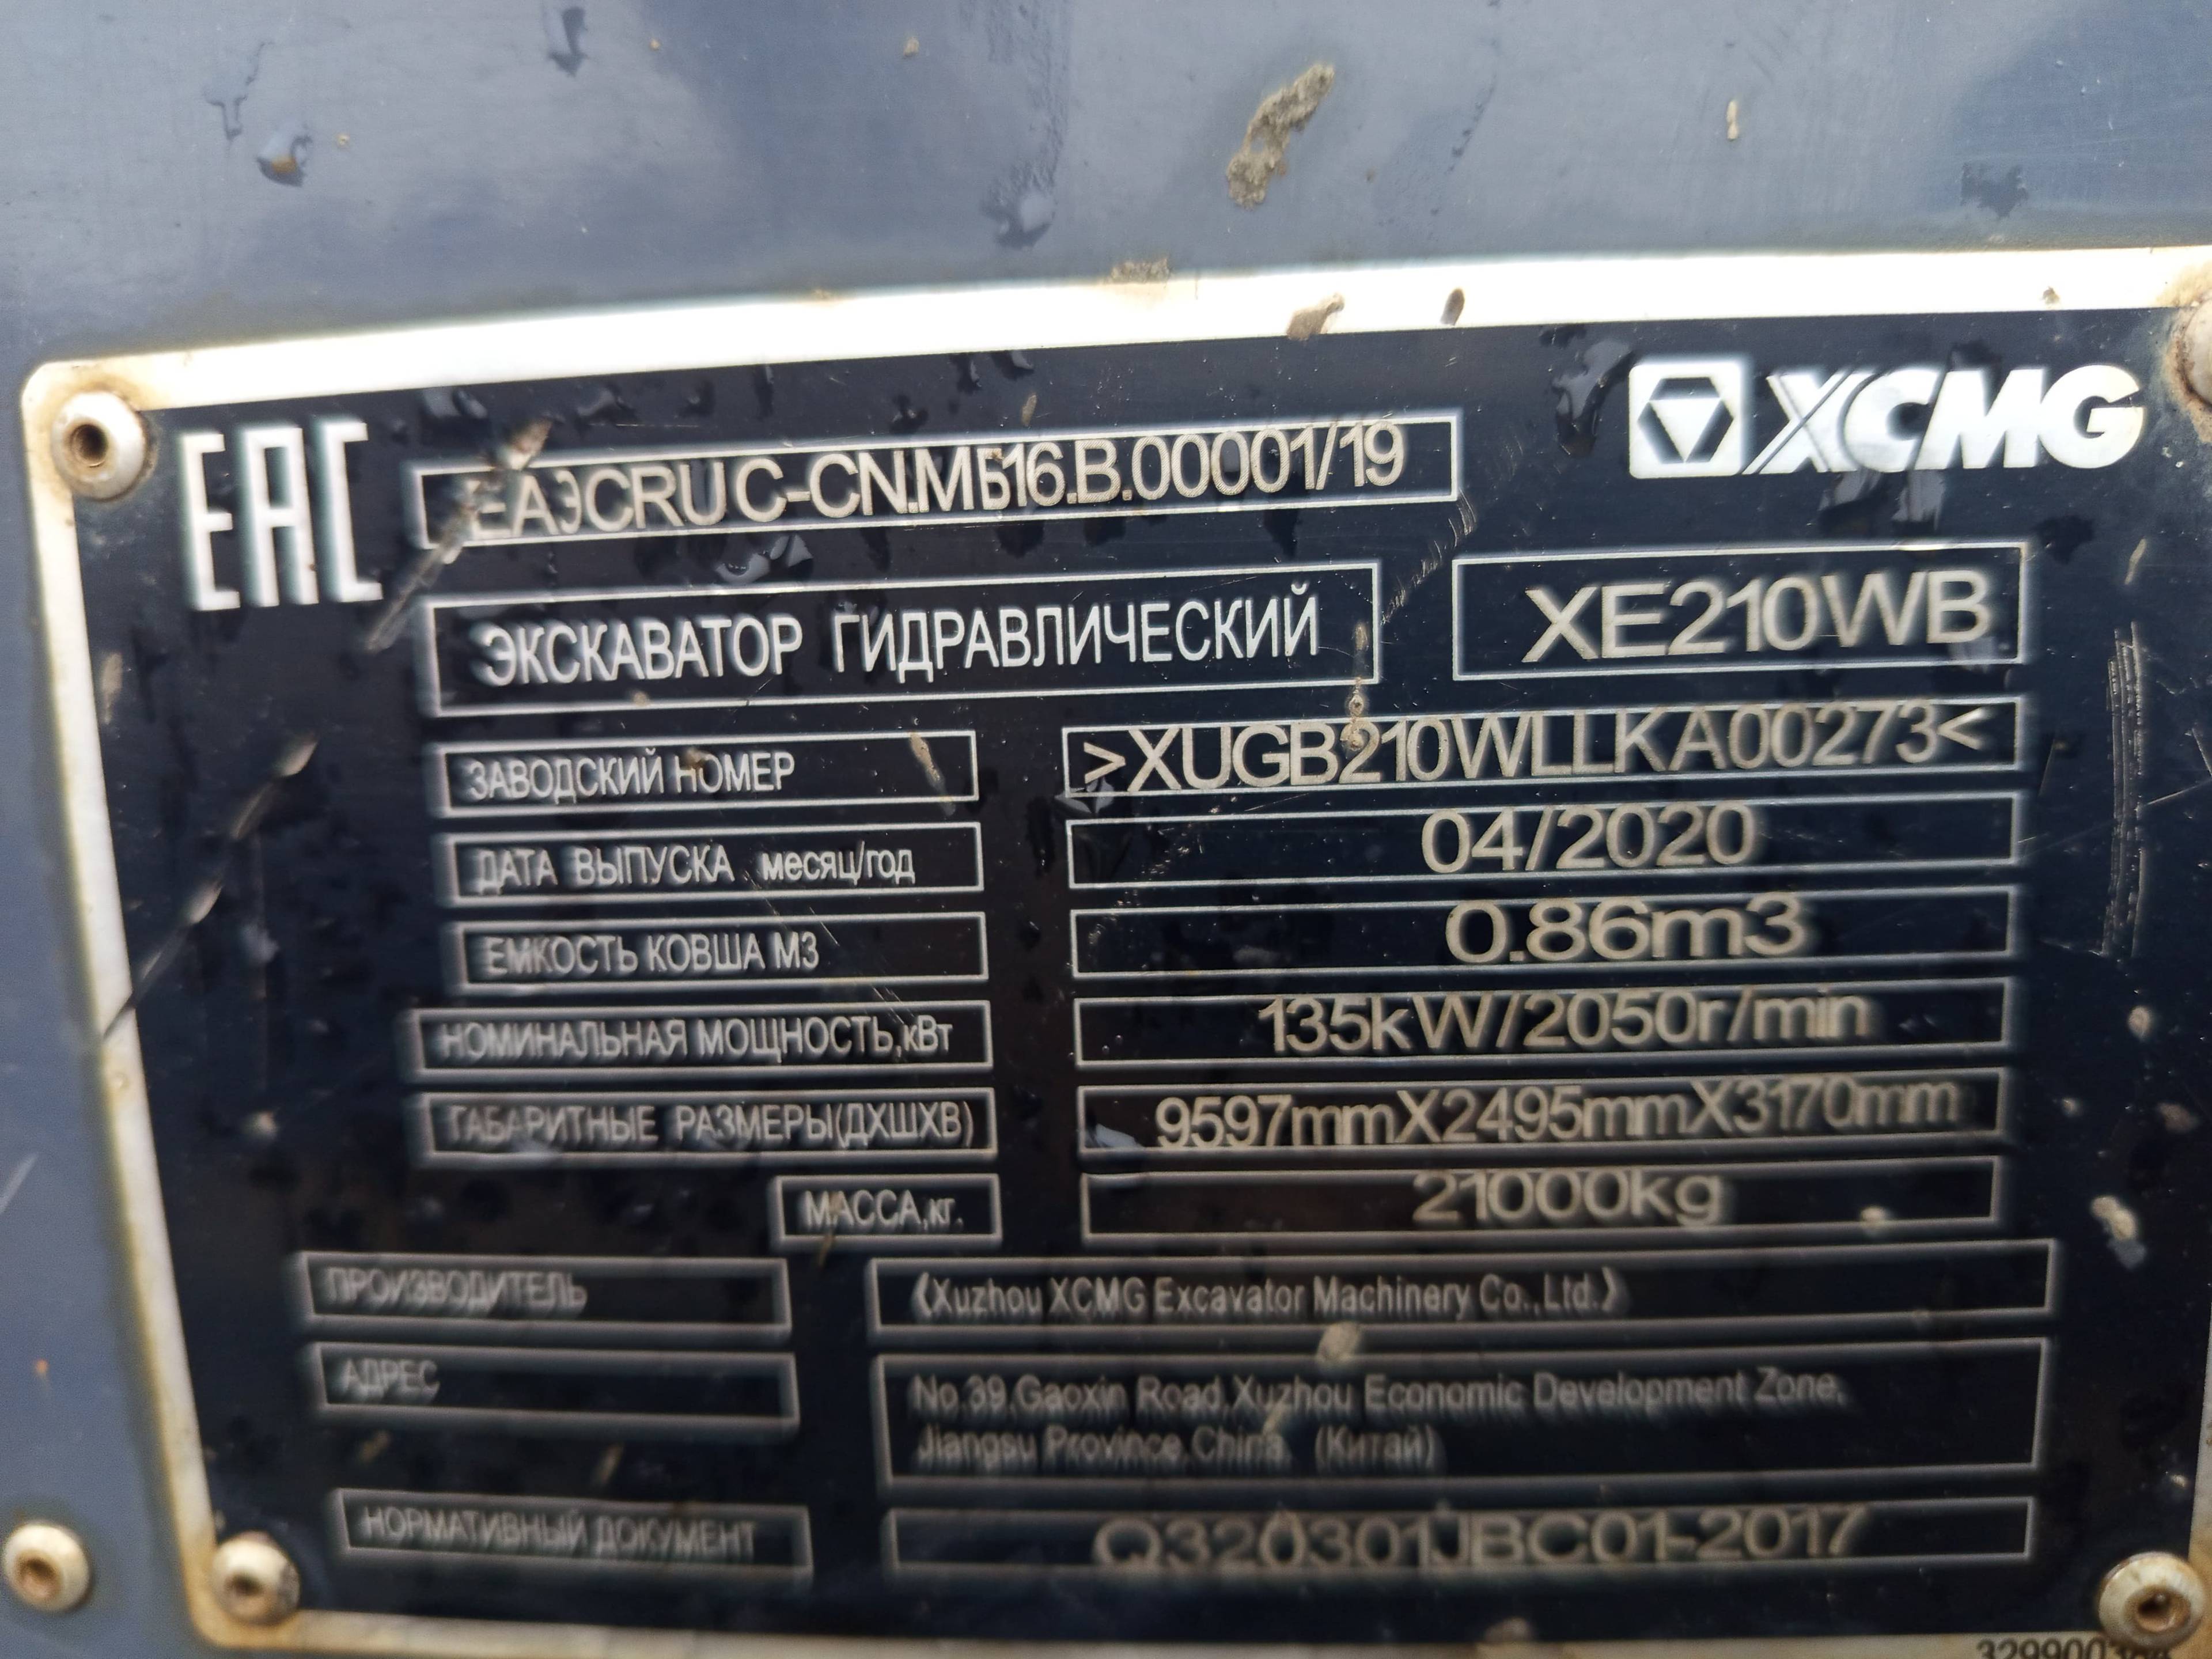 EAC
ЕАЭС RU C-CN.МБ16.В.00001/19
XCMG
ЭКСКАВАТОР ГИДРАВЛИЧЕСКИЙ
XE210WB
ЗАВОДСКИЙ НОМЕР
>XUGB210WLLKA00273<
ДАТА ВЫПУСКА месяц/год
04/2020
ЕМКОСТЬ КОВША М3
0.86m3
НОМИНАЛЬНАЯ МОЩНОСТЬ,кВт
135kW/2050r/min
ГАБАРИТНЫЕ РАЗМЕРЫ(ДХШХВ)
9597mmX2495mmX3170mm
МАССА,кг.
21000kg
ПРОИЗВОДИТЕЛЬ
《Xuzhou XCMG Excavator Machinery Co.,Ltd.》
АДРЕС
No.39,Gaoxin Road,Xuzhou Economic Development Zone,
Jiangsu Province,China. (Китай)
НОРМАТИВНЫЙ ДОКУМЕНТ
Q320301JBC01-2017